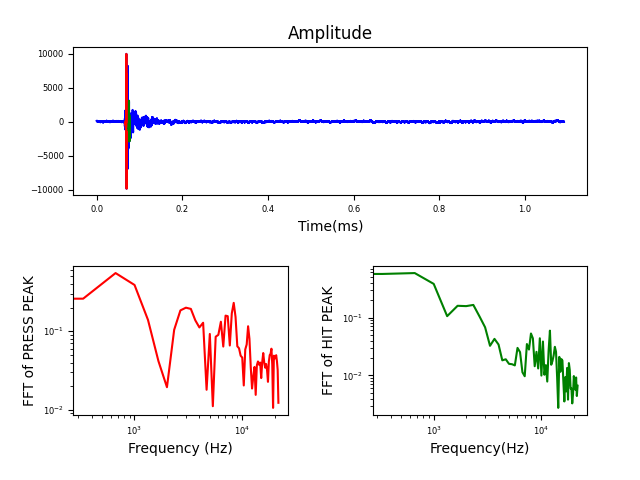 Amplitude
10000
5000
0
−5000
−10000
0.0 0.2 0.4 0.6 0.8 1.0
Time(ms)
FFT of PRESS PEAK
10⁻¹
10⁻²
10³ 10⁴
Frequency (Hz)
FFT of HIT PEAK
10⁻¹
10⁻²
10³ 10⁴
Frequency(Hz)